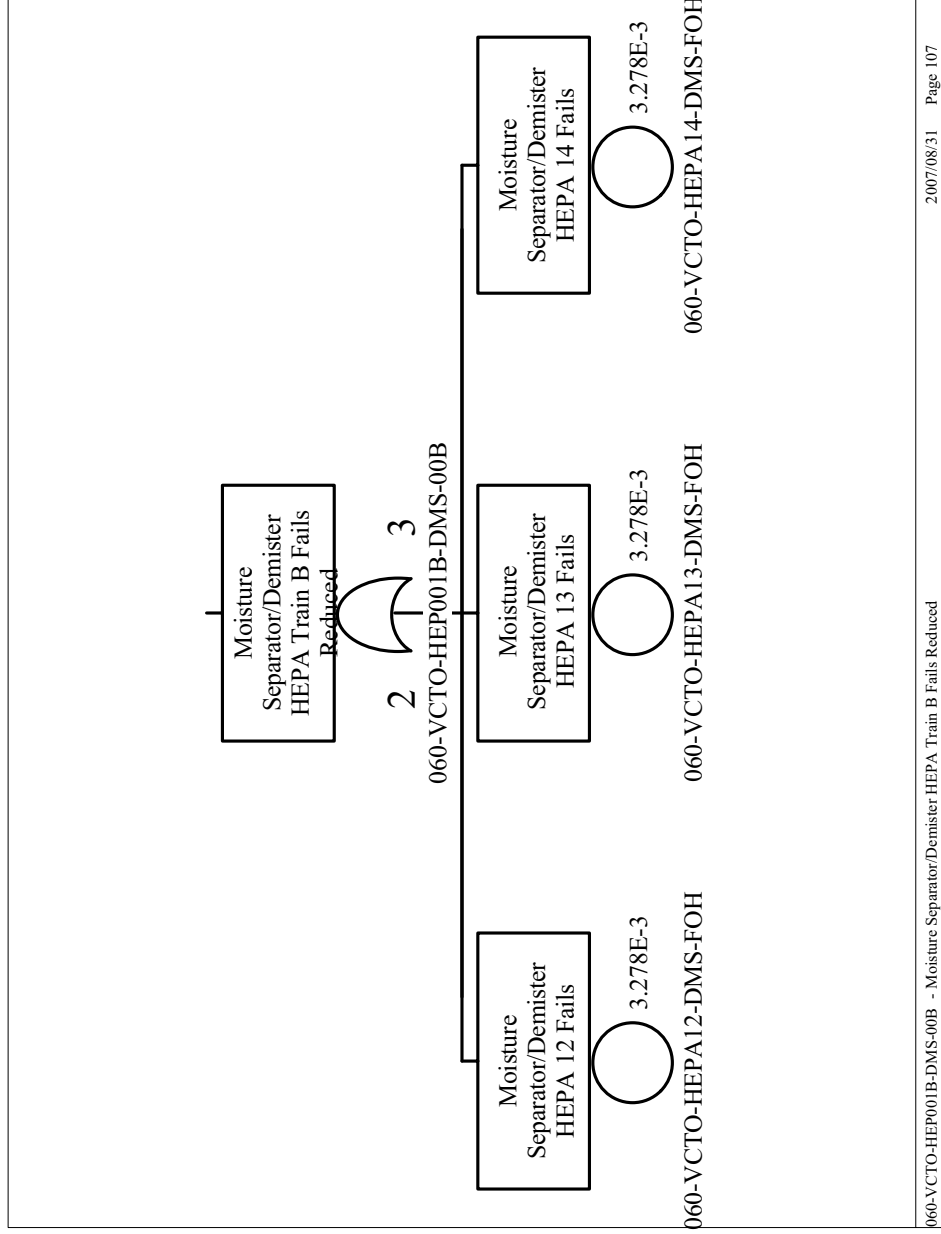 Moisture
Separator/Demister
HEPA Train B Fails
Reduced
2 3
060-VCTO-HEP001B-DMS-00B
Moisture
Separator/Demister
HEPA 12 Fails
3.278E-3
060-VCTO-HEPA12-DMS-FOH
Moisture
Separator/Demister
HEPA 13 Fails
3.278E-3
060-VCTO-HEPA13-DMS-FOH
Moisture
Separator/Demister
HEPA 14 Fails
3.278E-3
060-VCTO-HEPA14-DMS-FOH
060-VCTO-HEP001B-DMS-00B - Moisture Separator/Demister HEPA Train B Fails Reduced
2007/08/31 Page 107